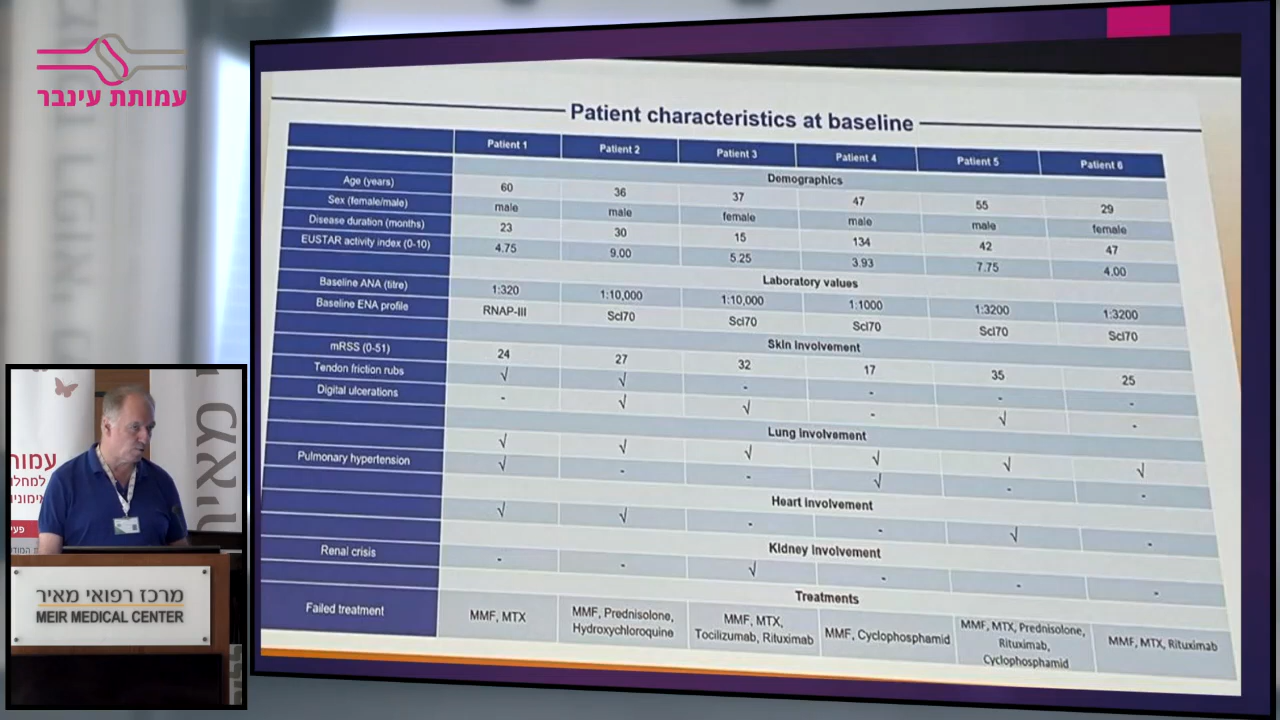 עמותת עינבר
Patient characteristics at baseline
Patient 1 Patient 2 Patient 3 Patient 4 Patient 5 Patient 6
Demographics
Age (years) 60 36 37 47 55 29
Sex (female/male) male male female male male female
Disease duration (months) 23 30 15 134 42 47
EUSTAR activity index (0-10) 4.75 9.00 5.25 3.93 7.75 4.00
Laboratory values
Baseline ANA (titre) 1:320 1:10,000 1:10,000 1:1000 1:3200 1:3200
Baseline ENA profile RNAP-III Scl70 Scl70 Scl70 Scl70 Scl70
Skin involvement
mRSS (0-51) 24 27 32 17 35 25
Tendon friction rubs √ √ - - - -
Digital ulcerations - √ √ - √ -
Lung involvement
√ √ √ √ √ √
Pulmonary hypertension √ - - √ - -
Heart involvement
√ √ - - √ -
Kidney involvement
Renal crisis - - √ - - -
Treatments
Failed treatment MMF, MTX MMF, Prednisolone, Hydroxychloroquine MMF, MTX, Tocilizumab, Rituximab MMF, Cyclophosphamid MMF, MTX, Prednisolone, Rituximab, Cyclophosphamid MMF, MTX, Rituximab
מרכז רפואי מאיר
MEIR MEDICAL CENTER